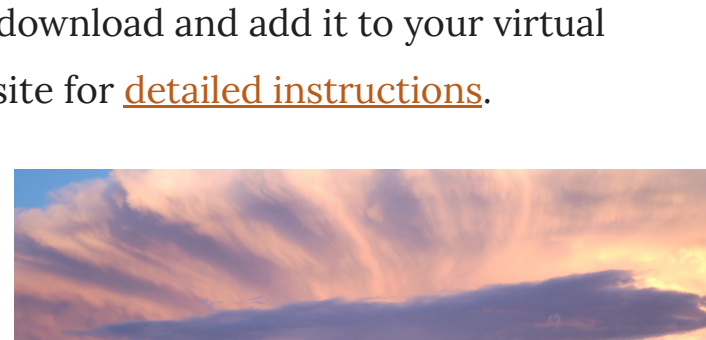 download and add it to your virtual
site for detailed instructions.